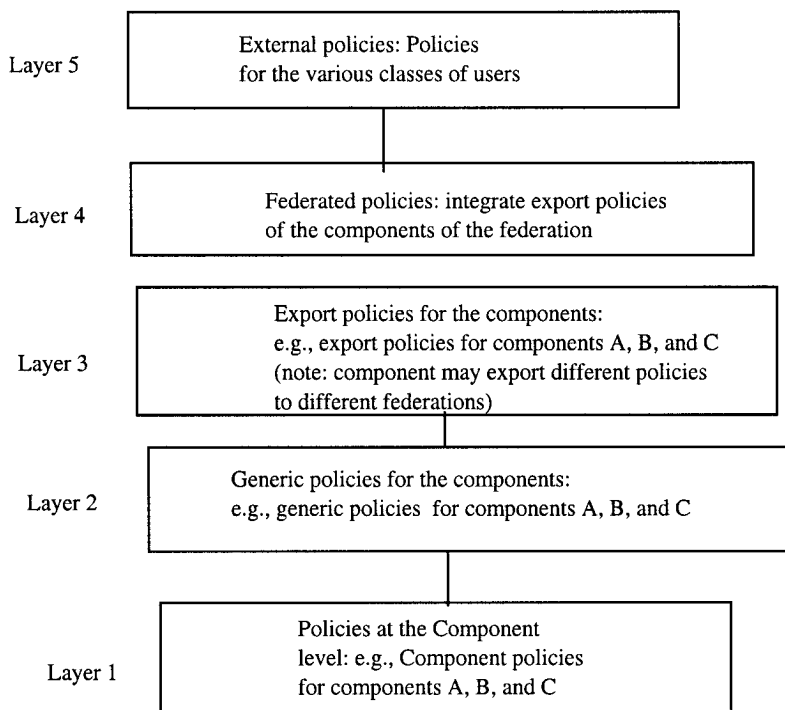 Layer 5
External policies: Policies
for the various classes of users
Layer 4
Federated policies: integrate export policies
of the components of the federation
Layer 3
Export policies for the components:
e.g., export policies for components A, B, and C
(note: component may export different policies
to different federations)
Layer 2
Generic policies for the components:
e.g., generic policies for components A, B, and C
Layer 1
Policies at the Component
level: e.g., Component policies
for components A, B, and C